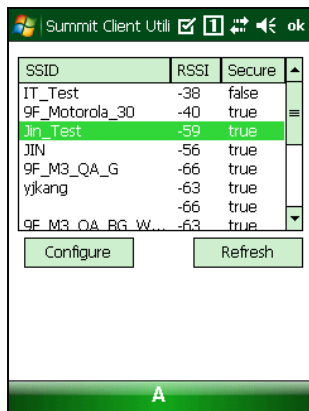 Summit Client Utili 1 ok
SSID RSSI Secure
IT_Test -38 false
9F_Motorola_30 -40 true
Jin_Test -59 true
JIN -56 true
9F_M3_QA_G -66 true
yjkang -63 true
-66 true
9F_M3_QA_BG_W... -63 true
Configure Refresh
A